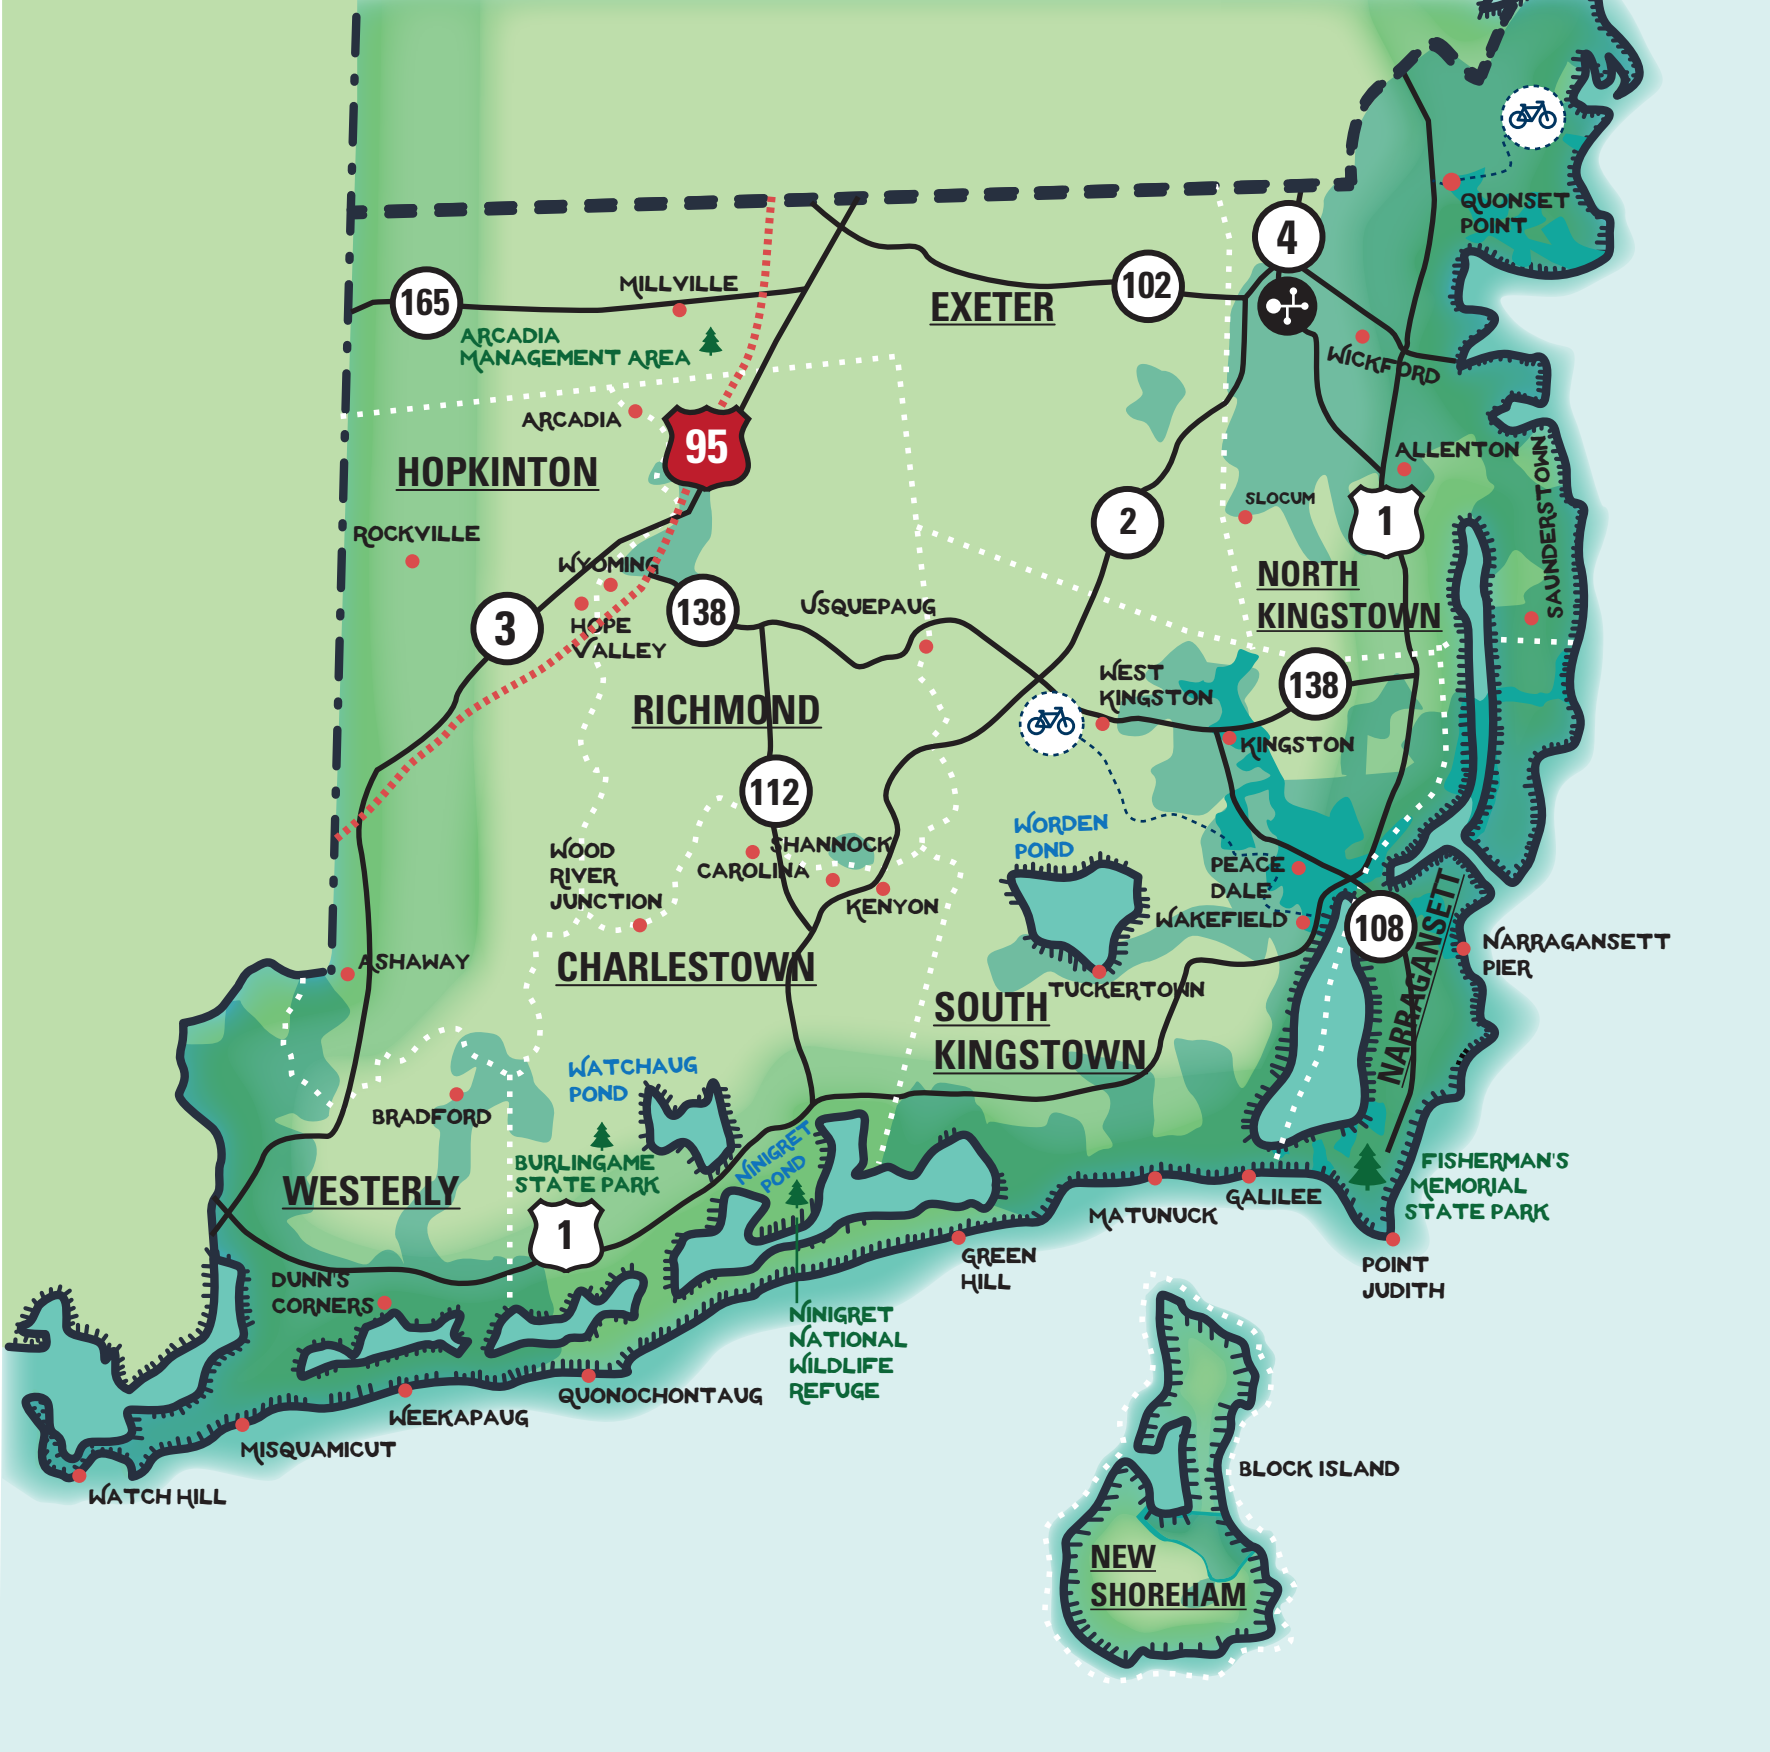 QUONSET
POINT
4
165
MILLVILLE
102
EXETER
ARCADIA
MANAGEMENT AREA
WICKFORD
ARCADIA
95
HOPKINTON
ALLENTON
SAUNDERSTOWN
SLOCUM
2
1
ROCKVILLE
WYOMING
NORTH
KINGSTOWN
3
138
USQUEPAUG
HOPE
VALLEY
WEST
KINGSTON
138
RICHMOND
KINGSTON
112
WORDEN
POND
WOOD
RIVER
JUNCTION
SHANNOCK
CAROLINA
PEACE
DALE
KENYON
WAKEFIELD
108
NARRAGANSETT
NARRAGANSETT
PIER
ASHAWAY
CHARLESTOWN
TUCKERTOWN
SOUTH
KINGSTOWN
WATCHAUG
POND
BRADFORD
NINIGRET
POND
BURLINGAME
STATE PARK
FISHERMAN'S
MEMORIAL
STATE PARK
WESTERLY
GALILEE
MATUNUCK
1
GREEN
HILL
POINT
JUDITH
DUNN'S
CORNERS
NINIGRET
NATIONAL
WILDLIFE
REFUGE
QUONOCHONTAUG
WEEKAPAUG
MISQUAMICUT
WATCH HILL
BLOCK ISLAND
NEW
SHOREHAM